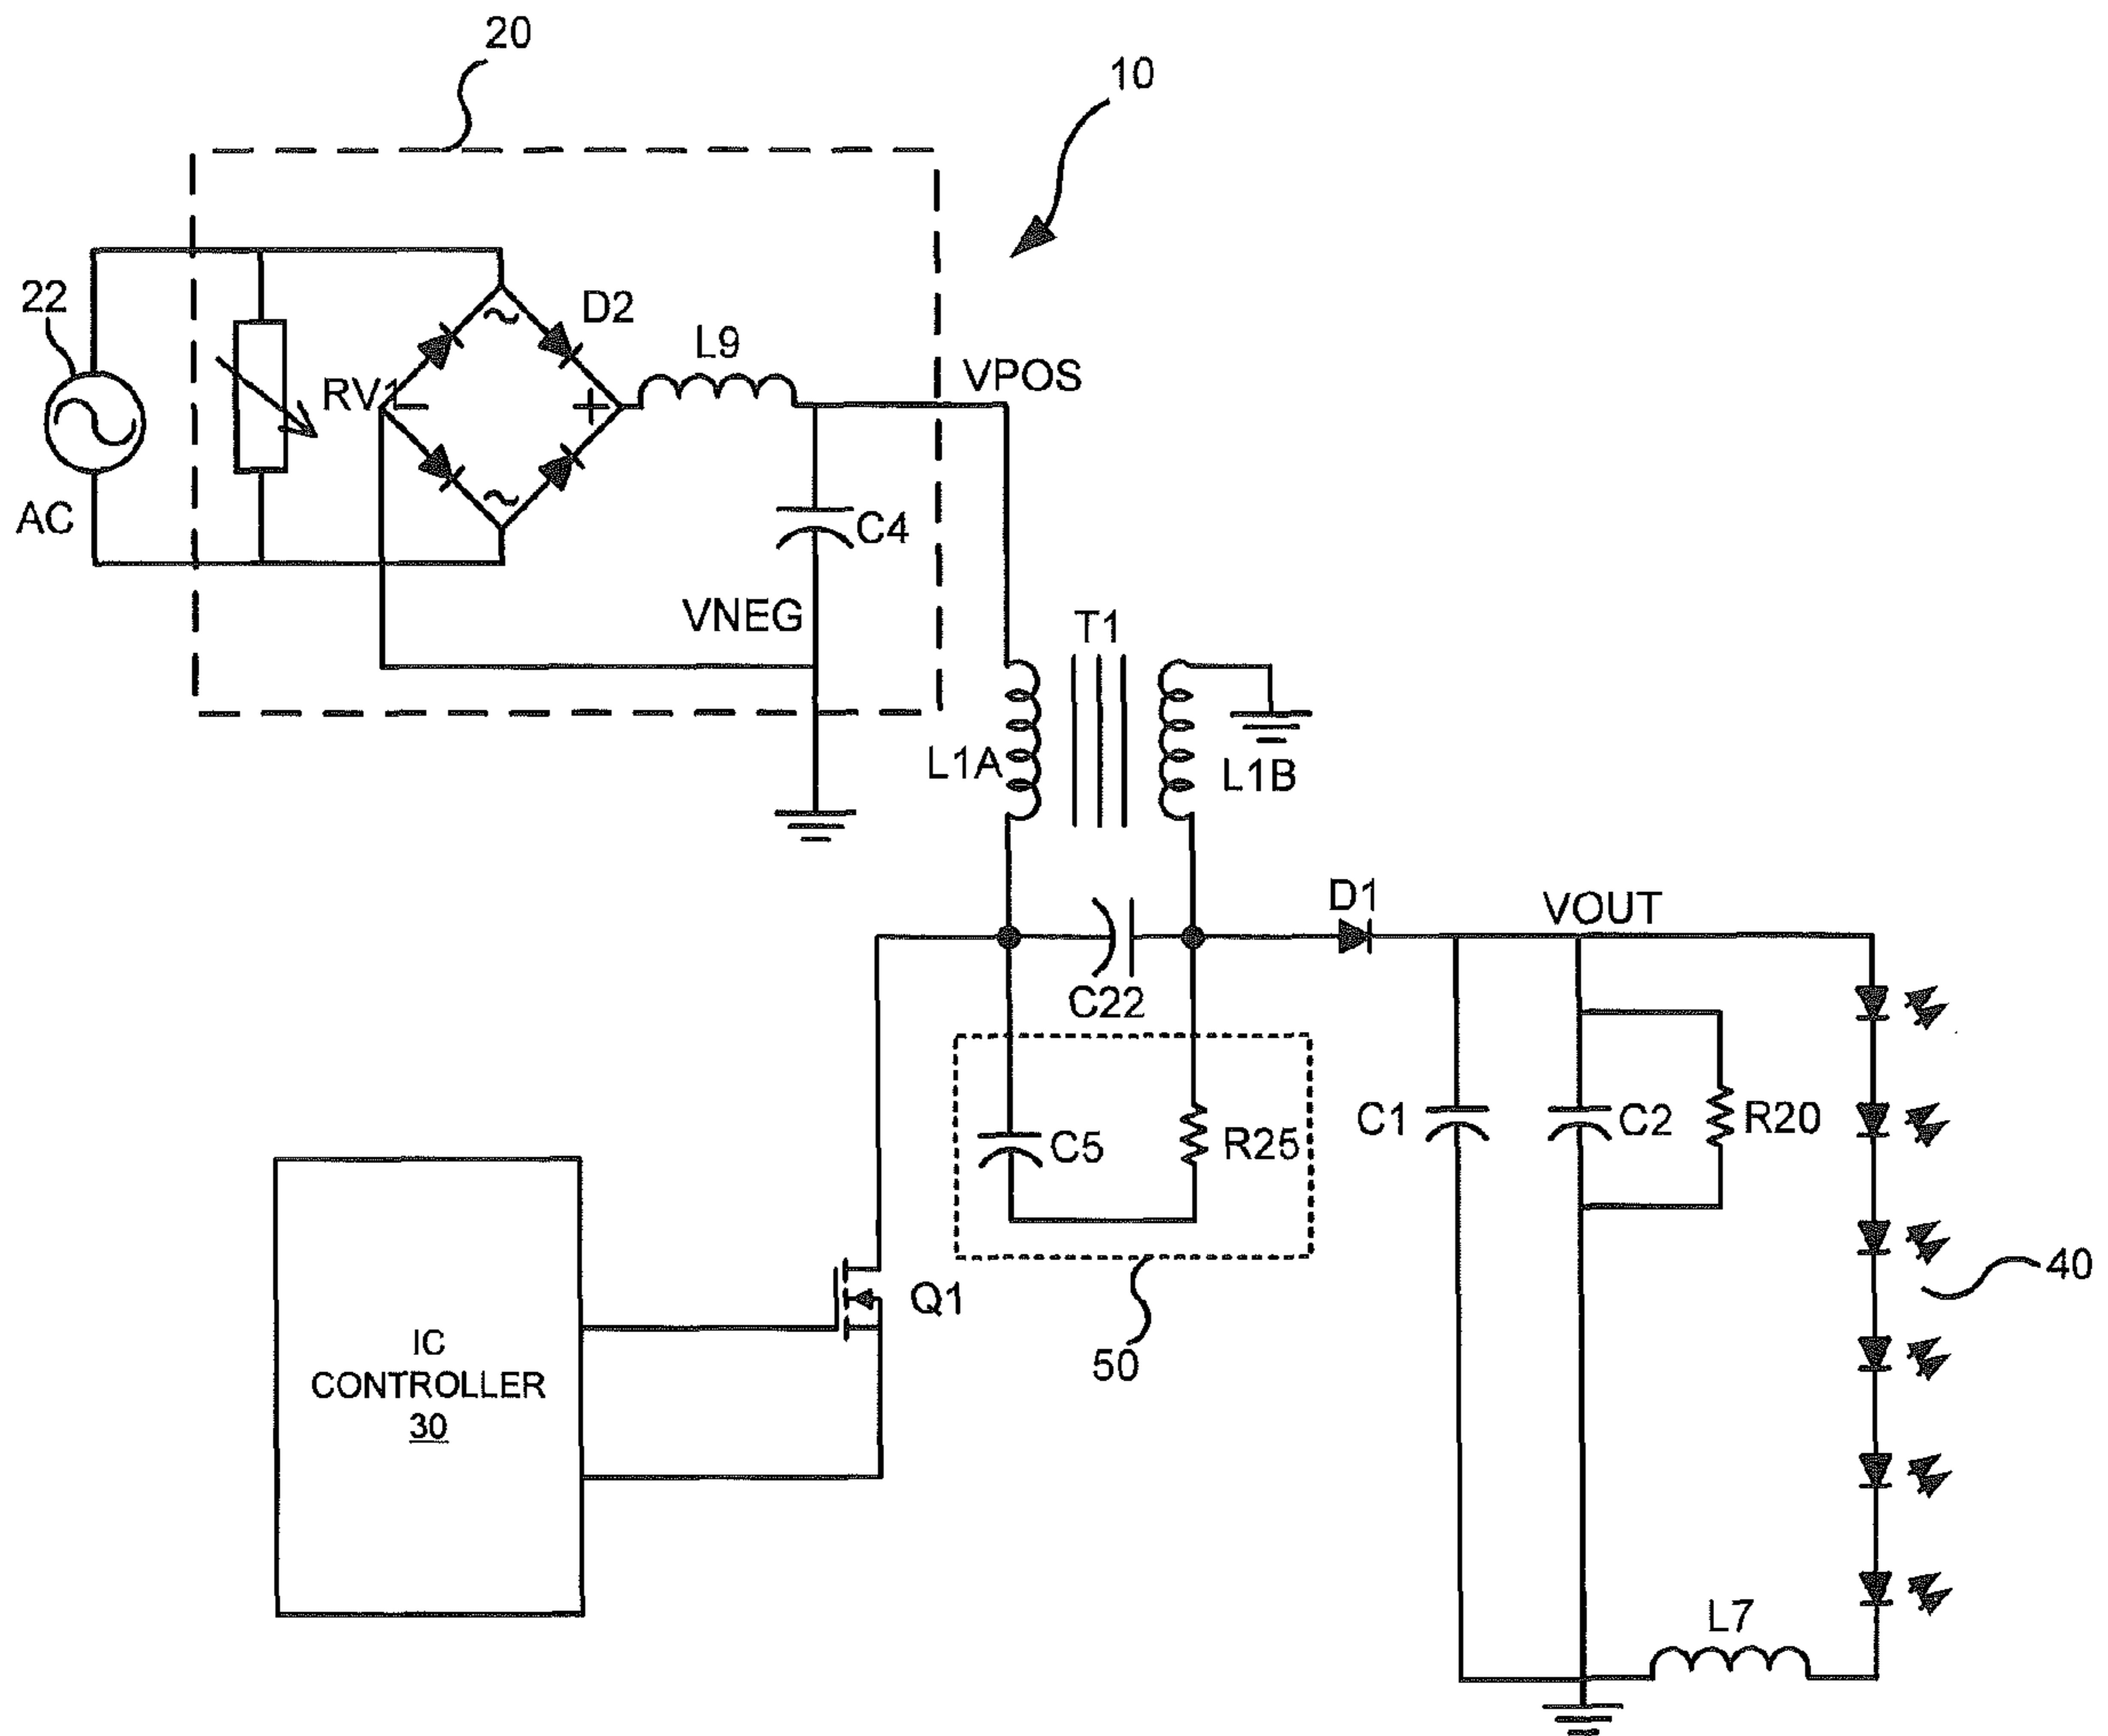 20
10
22
D2
L9
VPOS
RV1
AC
C4
VNEG
T1
L1A
L1B
D1
VOUT
C22
C1
C2
R20
C5
R25
40
Q1
50
IC
CONTROLLER
30
L7